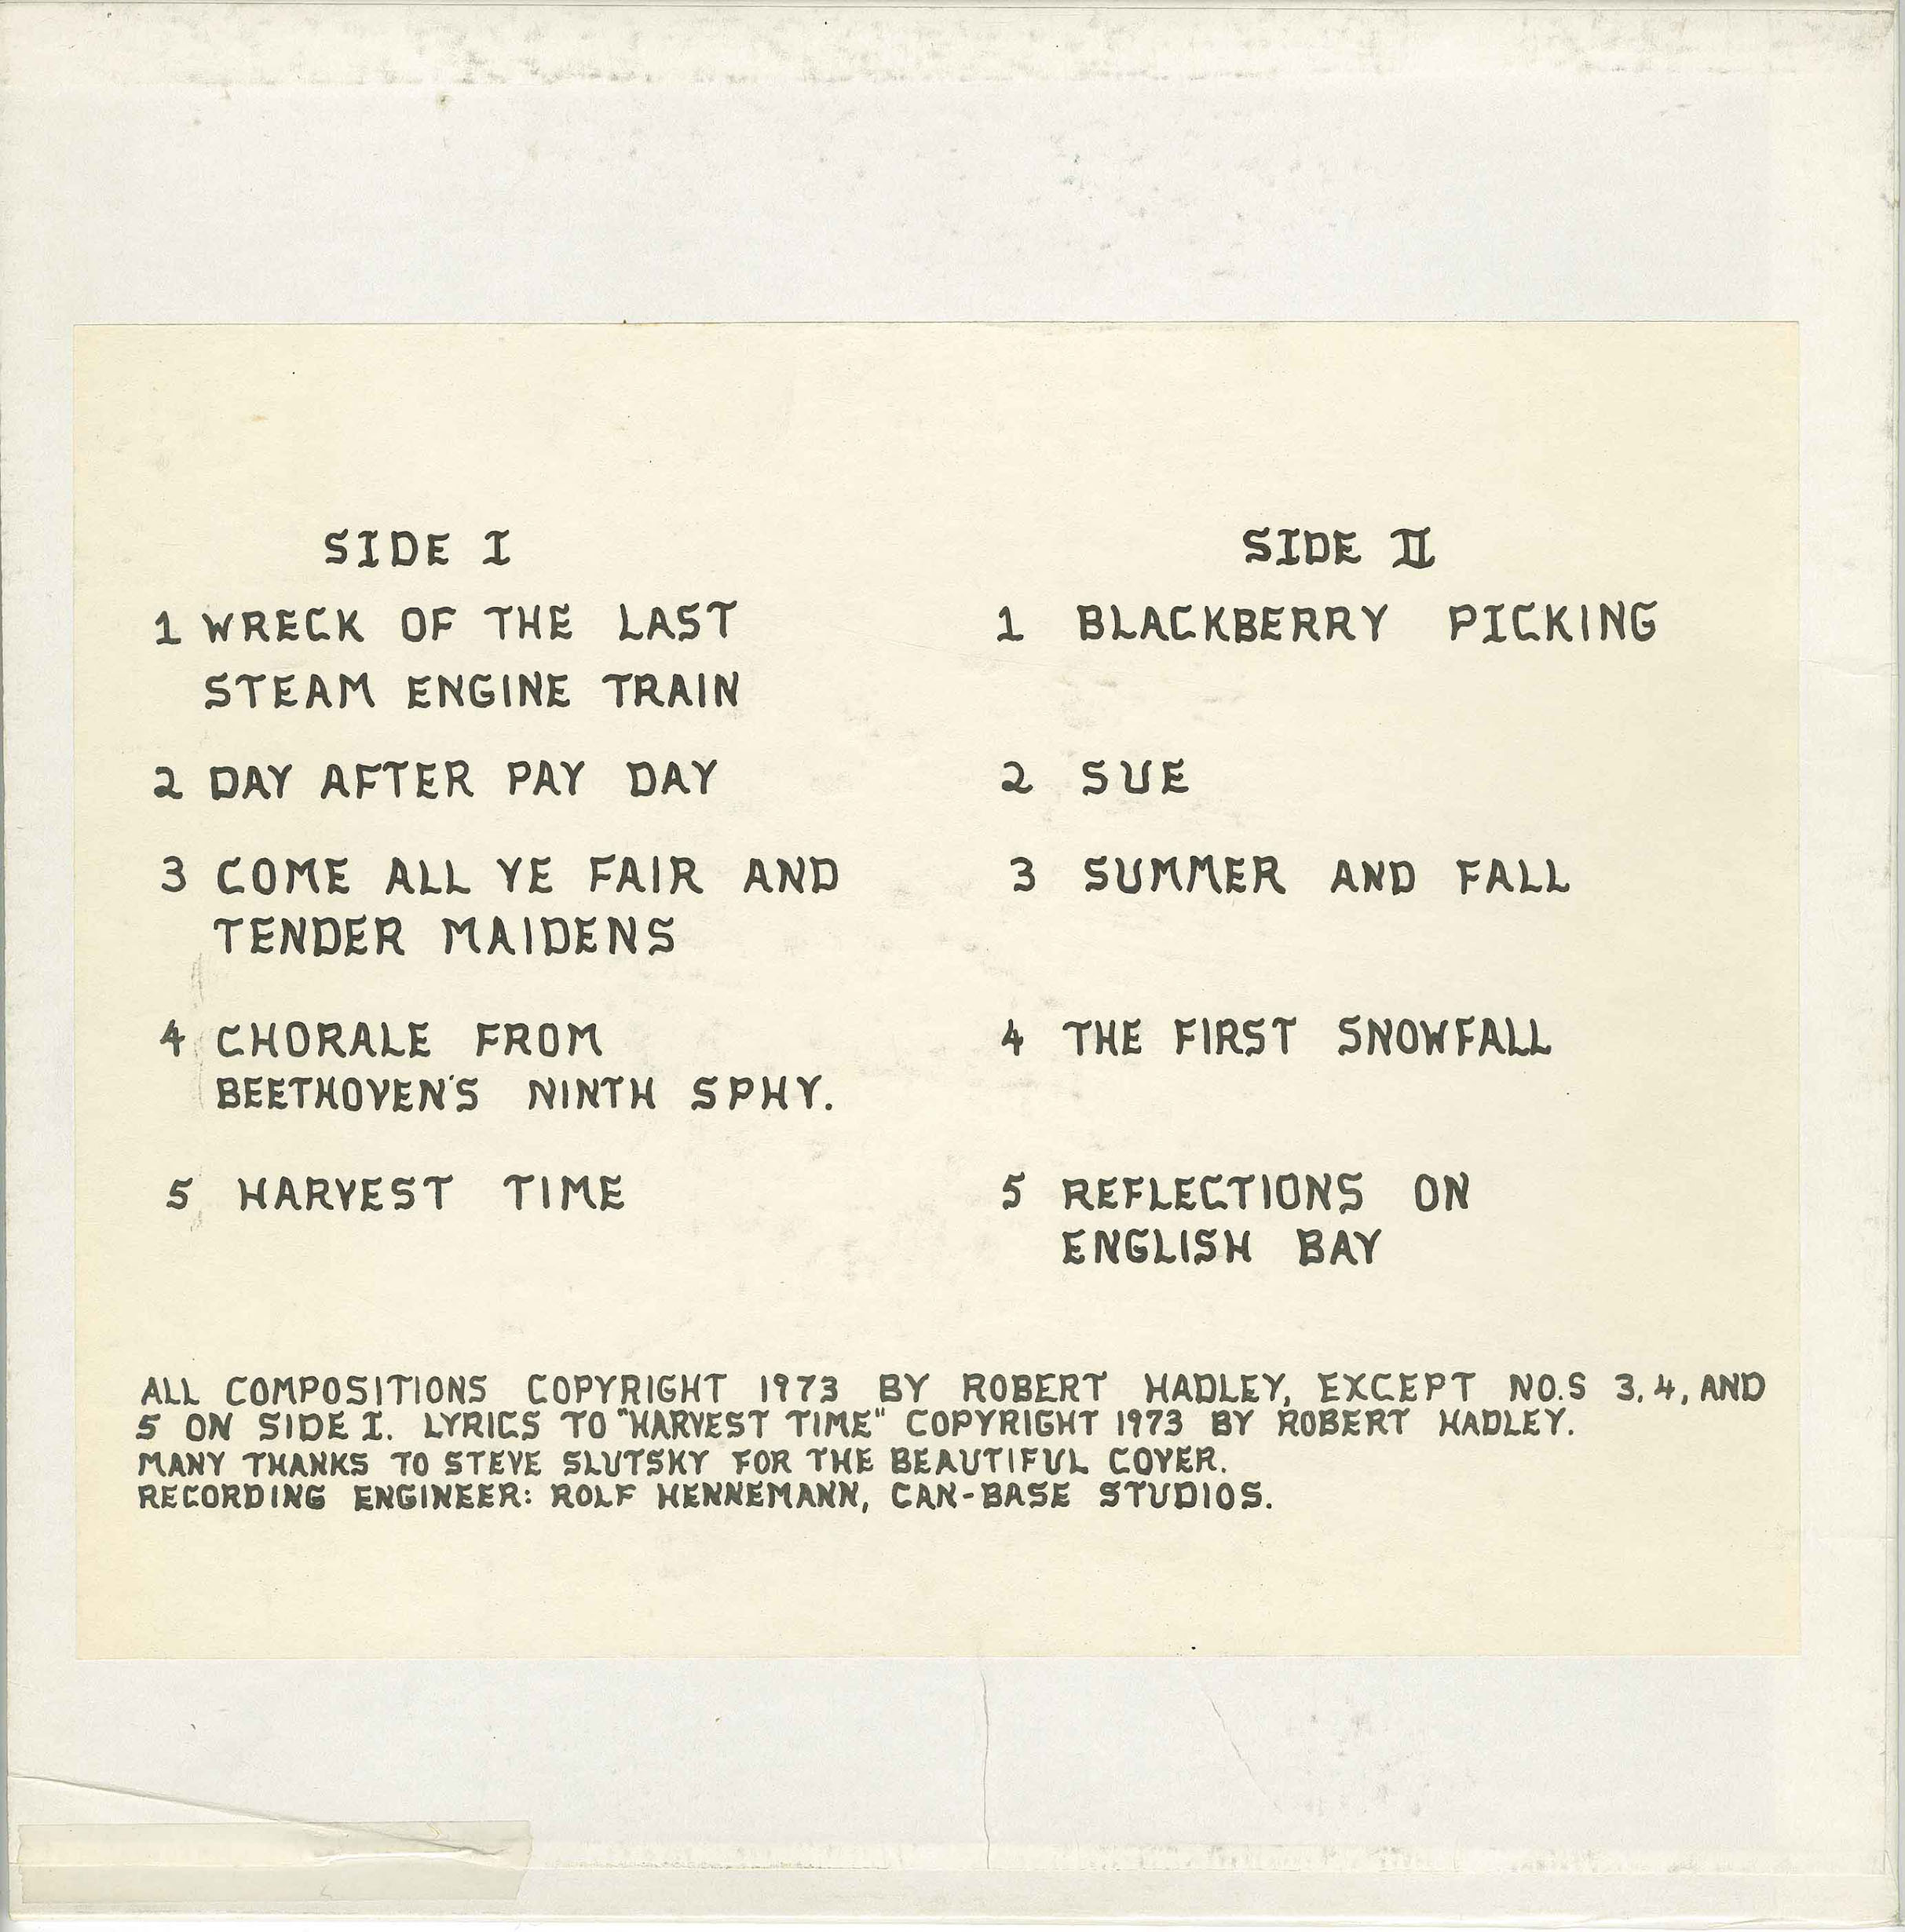 SIDE I
1 WRECK OF THE LAST
STEAM ENGINE TRAIN
2 DAY AFTER PAY DAY
3 COME ALL YE FAIR AND
TENDER MAIDENS
4 CHORALE FROM
BEETHOVEN'S NINTH SPHY.
5 HARVEST TIME
SIDE II
1 BLACKBERRY PICKING
2 SUE
3 SUMMER AND FALL
4 THE FIRST SNOWFALL
5 REFLECTIONS ON
ENGLISH BAY
ALL COMPOSITIONS COPYRIGHT 1973 BY ROBERT HADLEY, EXCEPT NO.S 3, 4, AND
5 ON SIDE I. LYRICS TO "HARVEST TIME" COPYRIGHT 1973 BY ROBERT HADLEY.
MANY THANKS TO STEVE SLUTSKY FOR THE BEAUTIFUL COVER.
RECORDING ENGINEER: ROLF HENNEMANN, CAN-BASE STUDIOS.